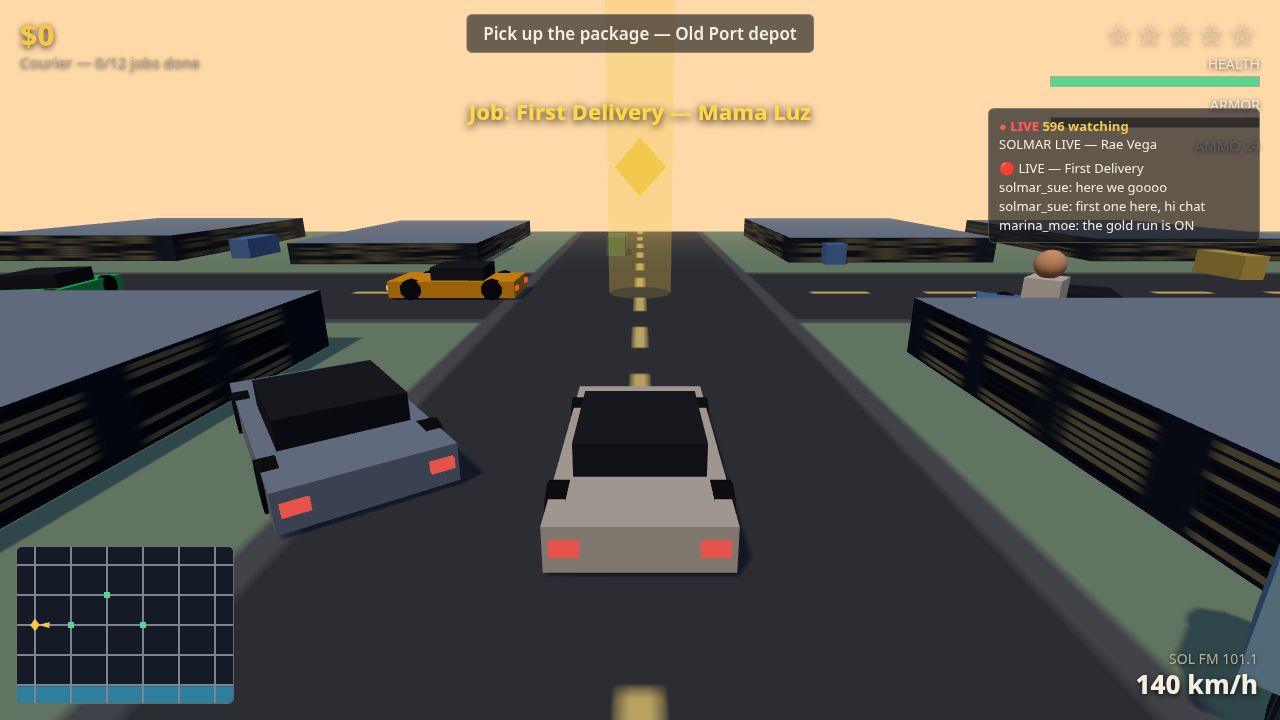 $0
Courier — 0/12 jobs done
Pick up the package — Old Port depot
Job: First Delivery — Mama Luz
HEALTH
ARMOR
AMMO 24
● LIVE 596 watching
SOLMAR LIVE — Rae Vega
🔴 LIVE — First Delivery
solmar_sue: here we goooo
solmar_sue: first one here, hi chat
marina_moe: the gold run is ON
SOL FM 101.1
140 km/h